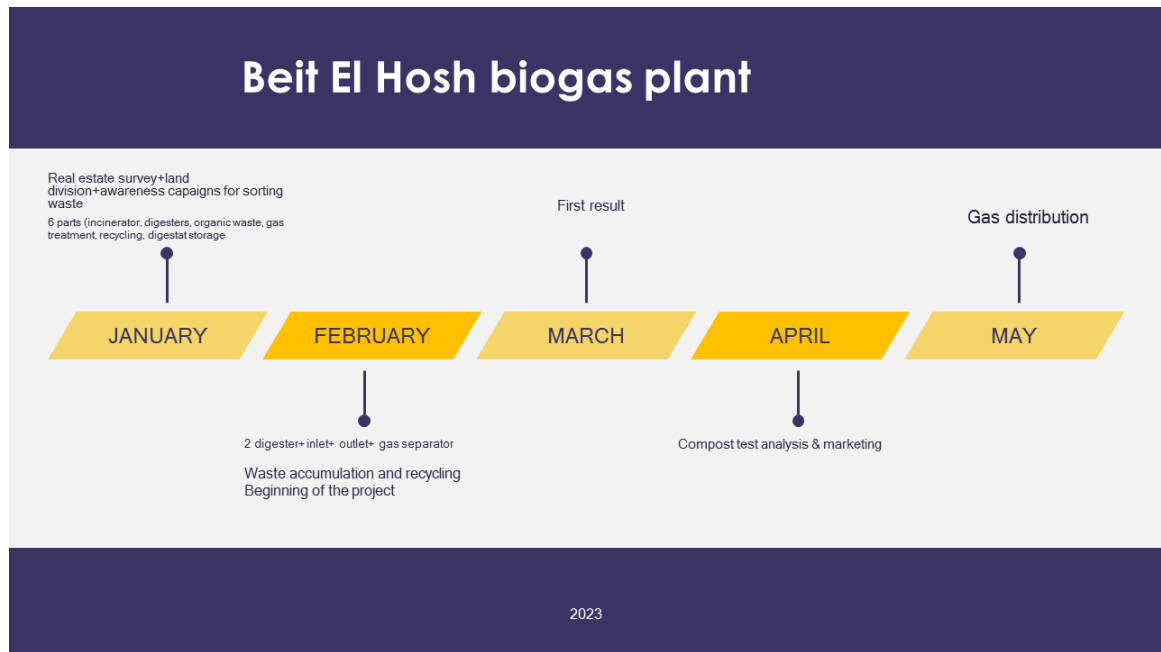 Beit El Hosh biogas plant
Real estate survey+land
division+awareness capaigns for sorting
waste
6 parts (incinerator, digesters, organic waste, gas
treatment, recycling, digestat storage
First result
Gas distribution
JANUARY
FEBRUARY
MARCH
APRIL
MAY
2 digester+ inlet+ outlet+ gas separator
Waste accumulation and recycling
Beginning of the project
Compost test analysis & marketing
2023